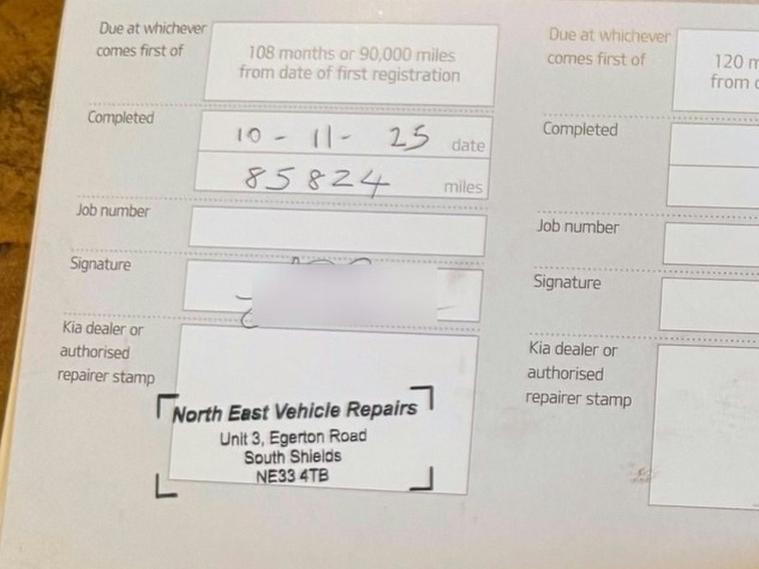 Due at whichever
comes first of
108 months or 90,000 miles
from date of first registration
Completed
10 - 11 - 25 date
85824 miles
Job number
Signature
Kia dealer or
authorised
repairer stamp
North East Vehicle Repairs
Unit 3, Egerton Road
South Shields
NE33 4TB
Due at whichever
comes first of
120
from
Completed
Job number
Signature
Kia dealer or
authorised
repairer stamp